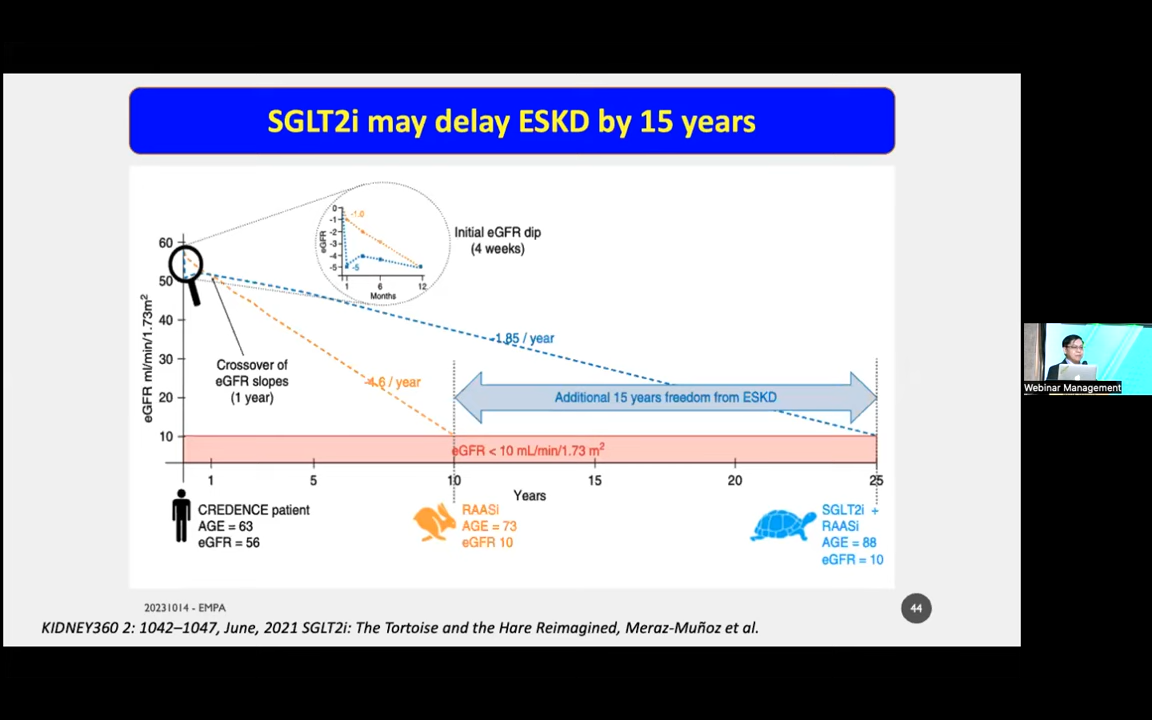 SGLT2i may delay ESKD by 15 years
60
50
40
30
20
10
eGFR ml/min/1.73m²
0
-1
-2
-3
-4
-5
eGFR
-1.0
-5
1 6 12
Months
Initial eGFR dip
(4 weeks)
Crossover of
eGFR slopes
(1 year)
-1.85 / year
-4.6 / year
Additional 15 years freedom from ESKD
eGFR < 10 mL/min/1.73 m²
1 5 10 15 20 25
Years
CREDENCE patient
AGE = 63
eGFR = 56
RAASi
AGE = 73
eGFR 10
SGLT2i +
RAASi
AGE = 88
eGFR = 10
20231014 - EMPA
44
KIDNEY360 2: 1042–1047, June, 2021 SGLT2i: The Tortoise and the Hare Reimagined, Meraz-Muñoz et al.
Webinar Management